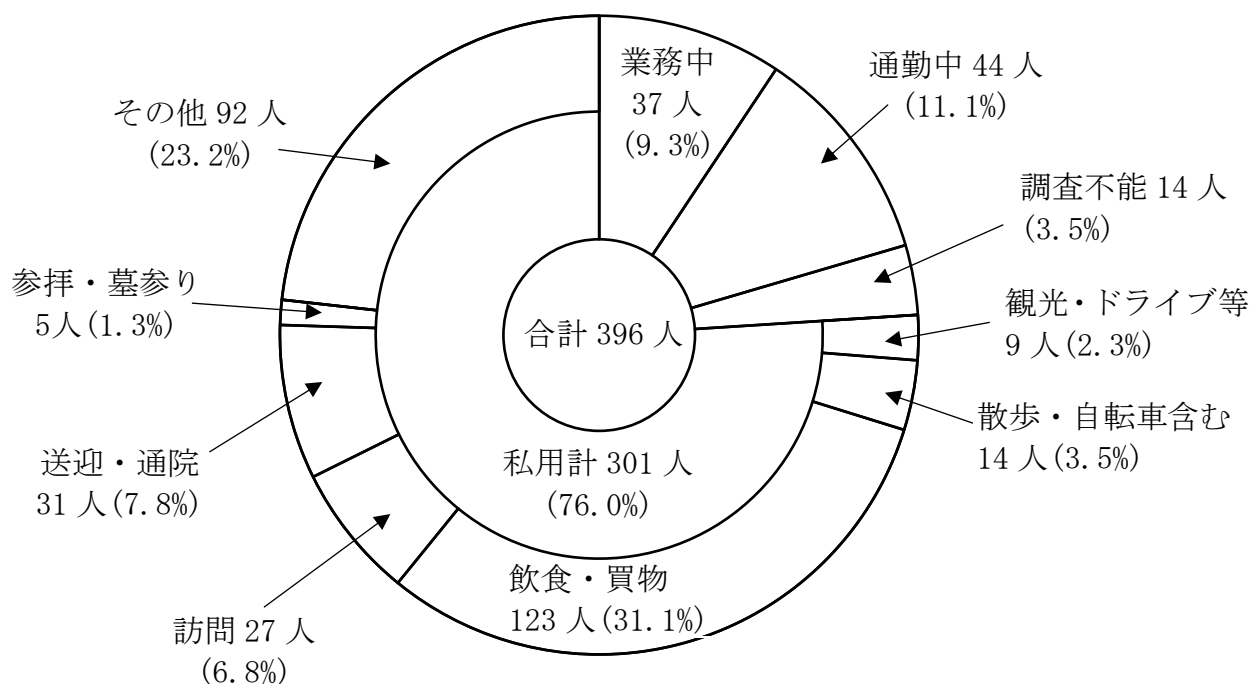 業務中
37 人
(9.3%)
通勤中 44 人
(11.1%)
調査不能 14 人
(3.5%)
観光・ドライブ等
9 人(2.3%)
散歩・自転車含む
14 人(3.5%)
飲食・買物
123 人(31.1%)
訪問 27 人
(6.8%)
送迎・通院
31 人(7.8%)
参拝・墓参り
5人(1.3%)
その他 92 人
(23.2%)
合計 396 人
私用計 301 人
(76.0%)